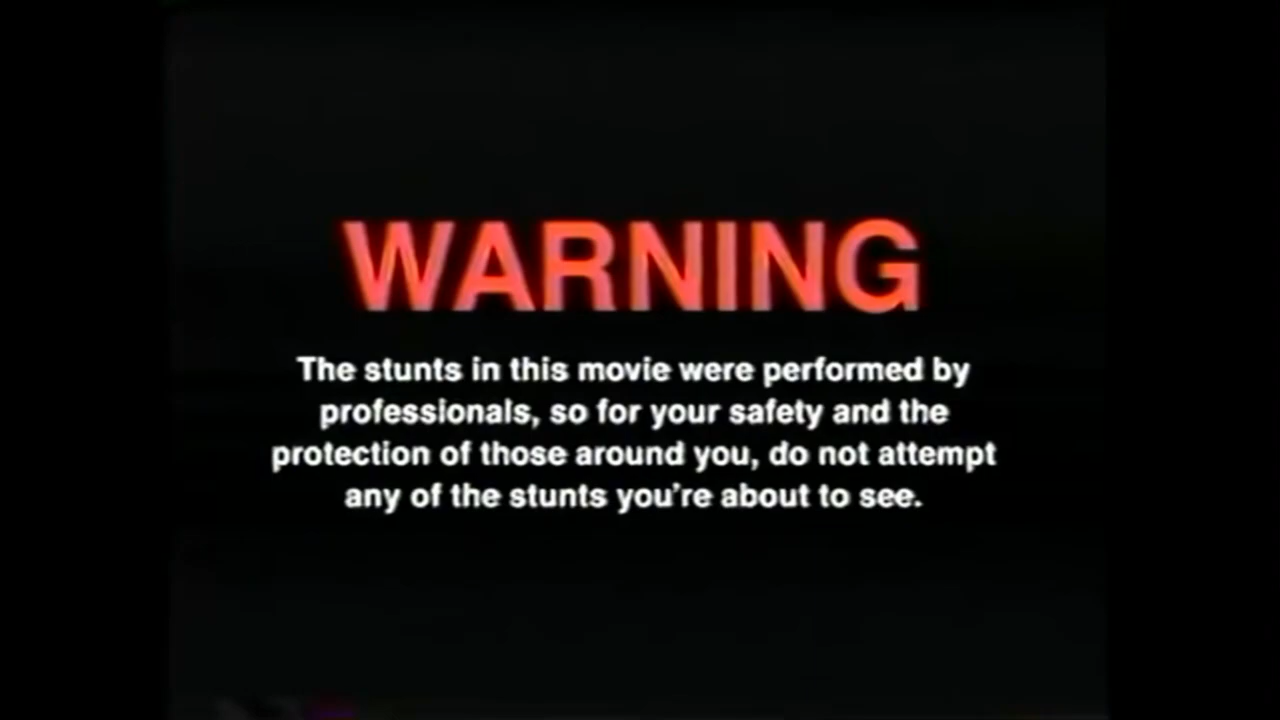 WARNING
The stunts in this movie were performed by
professionals, so for your safety and the
protection of those around you, do not attempt
any of the stunts you're about to see.